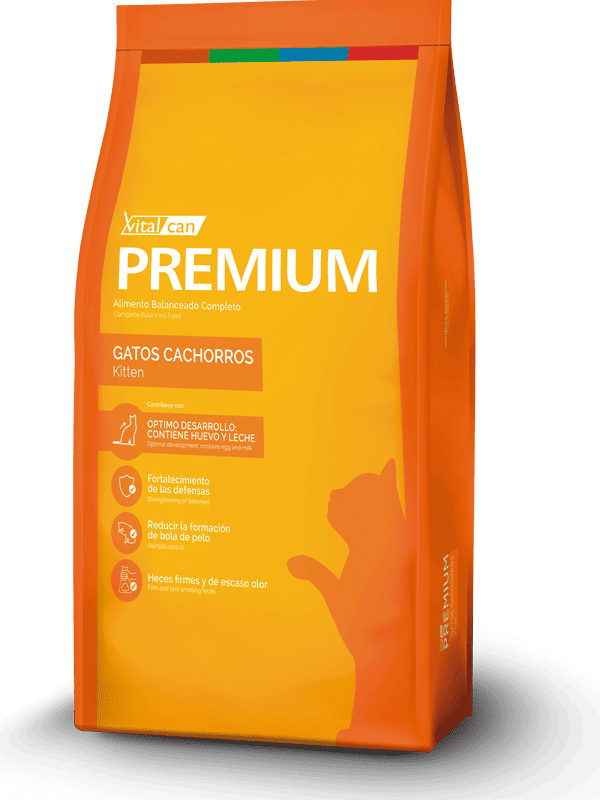 Vital can
PREMIUM
Alimento Balanceado Completo
Complete Balanced Food
GATOS CACHORROS
Kitten
Contribuye con:
ÓPTIMO DESARROLLO:
CONTIENE HUEVO Y LECHE
Optimal development: contains egg and milk
Fortalecimiento
de las defensas
Strengthening of defenses
Reducir la formación
de bola de pelo
Hairball control
Heces firmes y de escaso olor
Firm and less smelling feces
PREMIUM